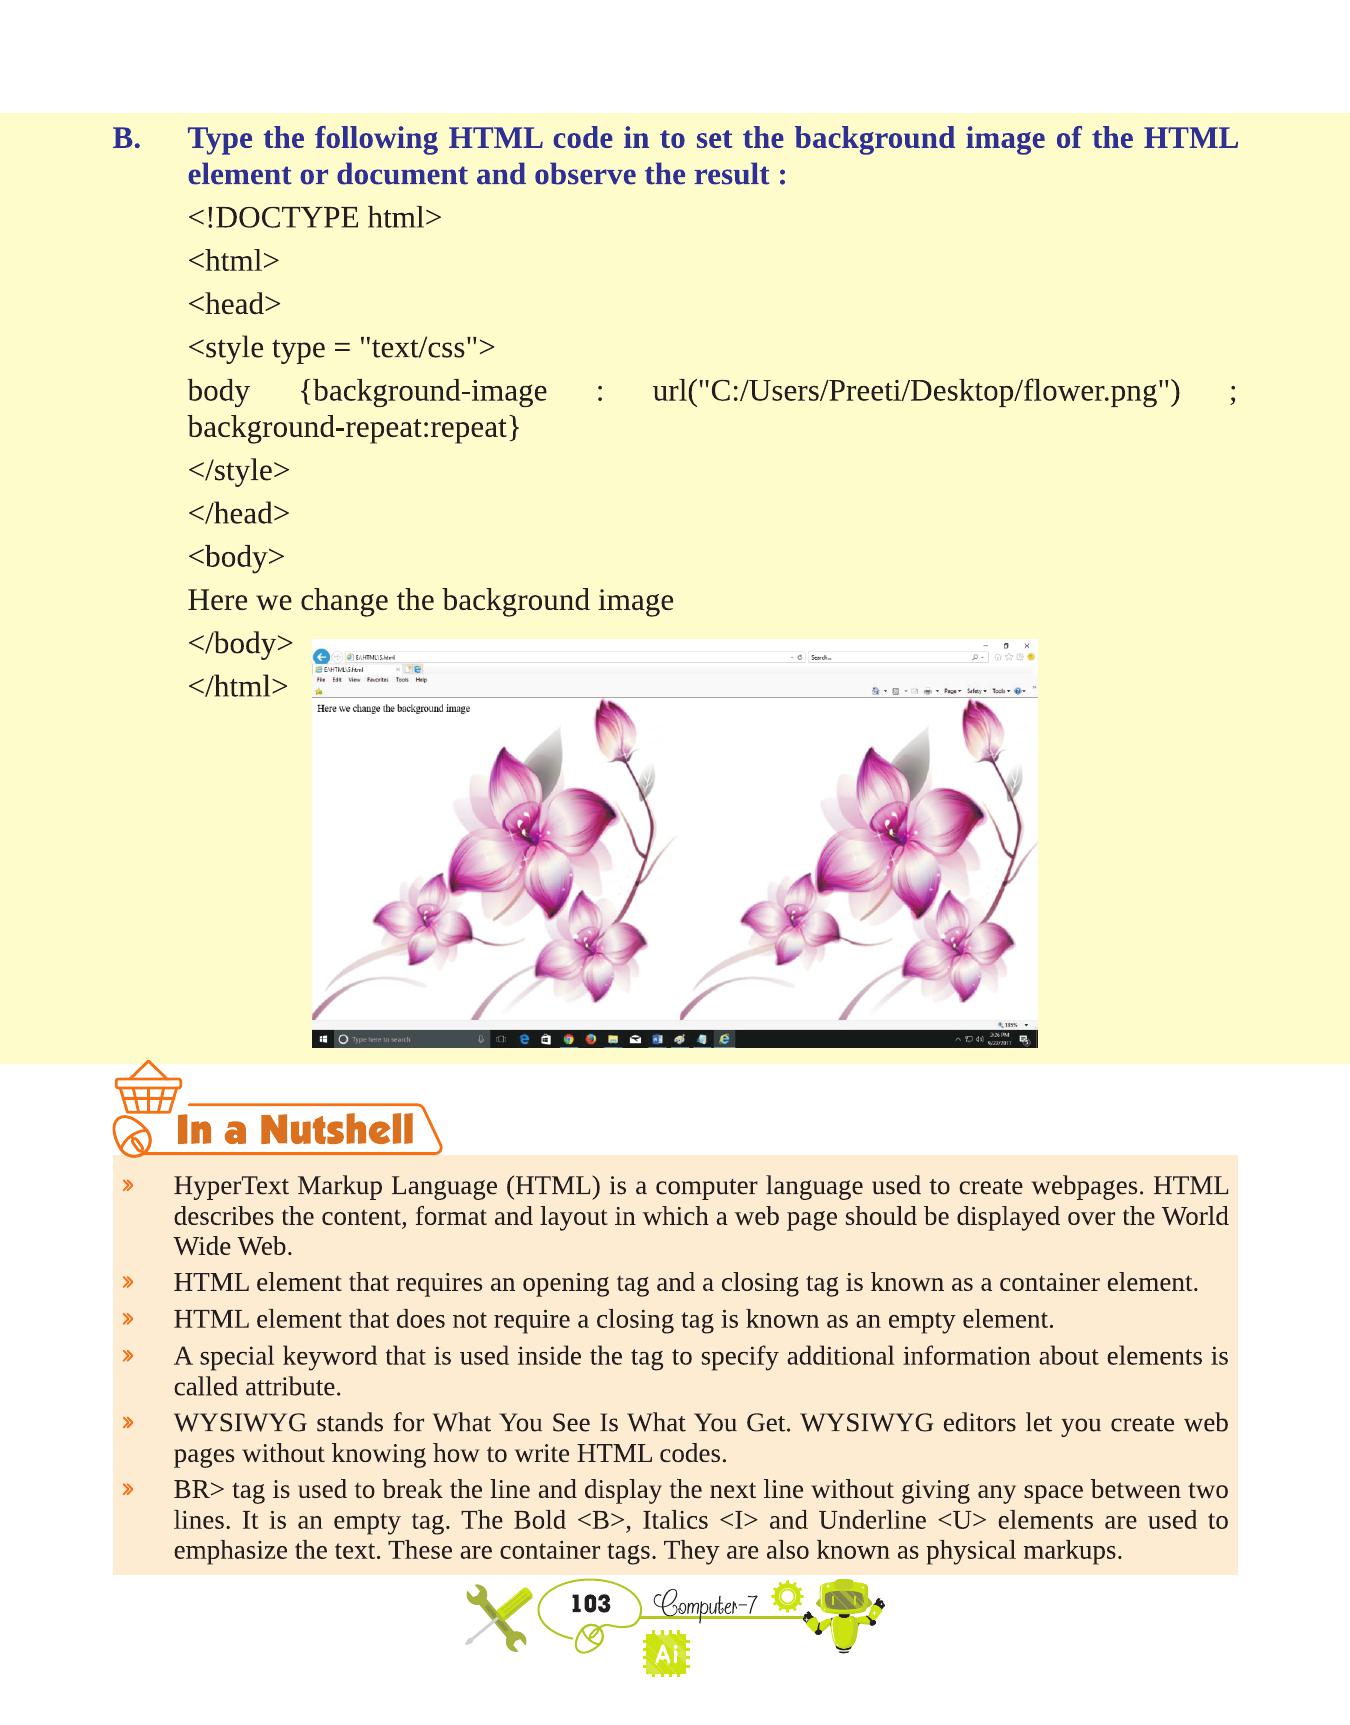 B. Type the following HTML code in to set the background image of the HTML
element or document and observe the result :
<!DOCTYPE html>
<html>
<head>
<style type = "text/css">
body {background-image : url("C:/Users/Preeti/Desktop/flower.png") ;
background-repeat:repeat}
</style>
</head>
<body>
Here we change the background image
</body>
</html>
E:\HTML\5.html
Search...
E:\HTML\5.html
File Edit View Favorites Tools Help
Page Safety Tools
Here we change the background image
185%
Type here to search
3:26 PM
9/22/2017
In a Nutshell
» HyperText Markup Language (HTML) is a computer language used to create webpages. HTML
describes the content, format and layout in which a web page should be displayed over the World
Wide Web.
» HTML element that requires an opening tag and a closing tag is known as a container element.
» HTML element that does not require a closing tag is known as an empty element.
» A special keyword that is used inside the tag to specify additional information about elements is
called attribute.
» WYSIWYG stands for What You See Is What You Get. WYSIWYG editors let you create web
pages without knowing how to write HTML codes.
» BR> tag is used to break the line and display the next line without giving any space between two
lines. It is an empty tag. The Bold <B>, Italics <I> and Underline <U> elements are used to
emphasize the text. These are container tags. They are also known as physical markups.
103 Computer-7
Ai